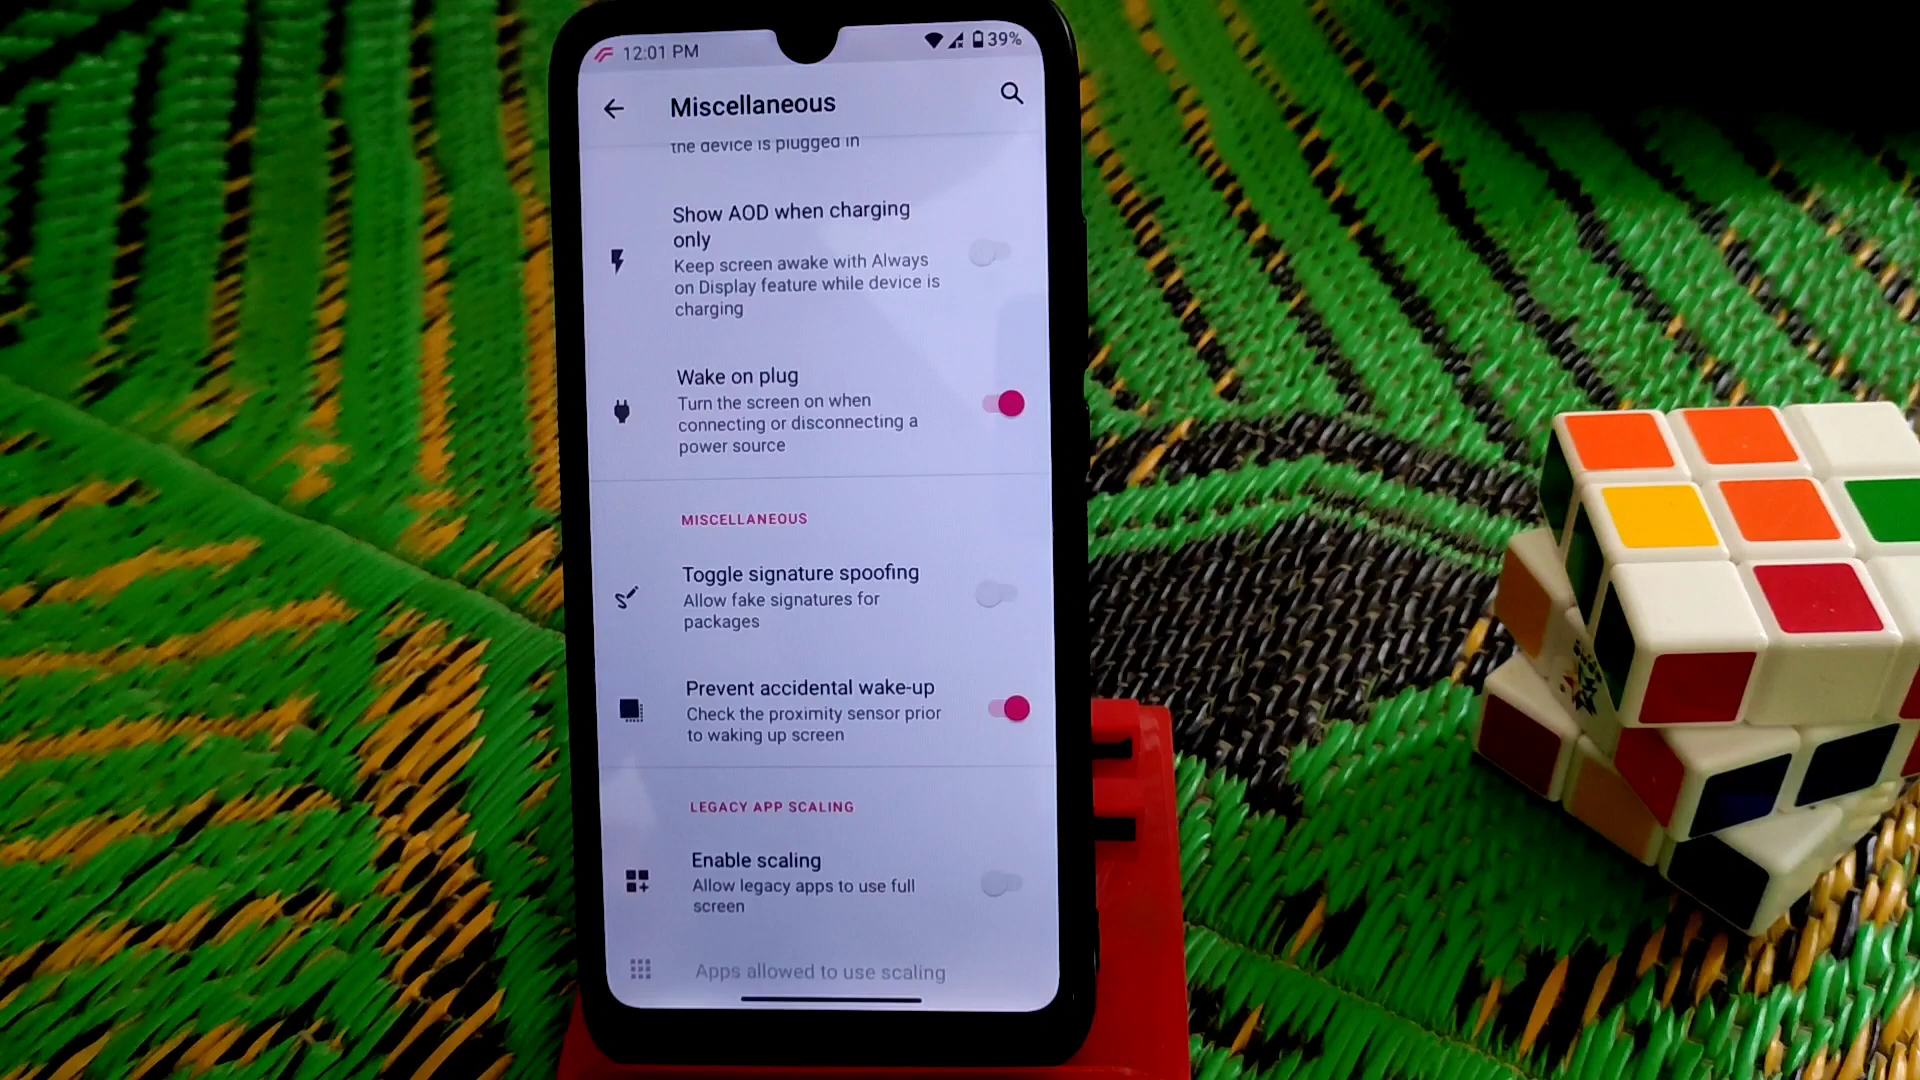 12:01 PM
39%
Miscellaneous
the device is plugged in
Show AOD when charging
only
Keep screen awake with Always
on Display feature while device is
charging
Wake on plug
Turn the screen on when
connecting or disconnecting a
power source
MISCELLANEOUS
Toggle signature spoofing
Allow fake signatures for
packages
Prevent accidental wake-up
Check the proximity sensor prior
to waking up screen
LEGACY APP SCALING
Enable scaling
Allow legacy apps to use full
screen
Apps allowed to use scaling